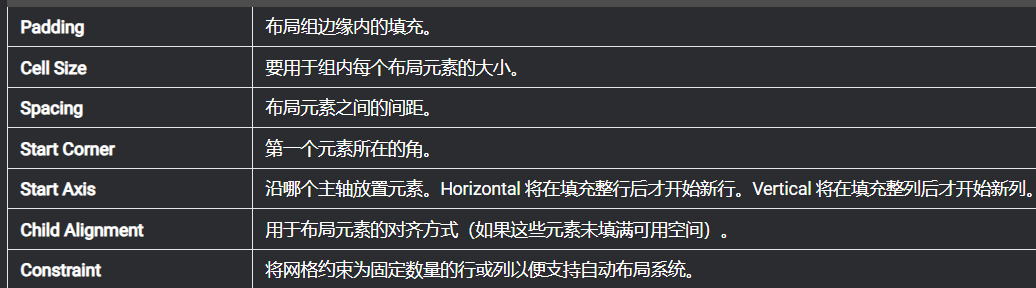 Padding 布局组边缘内的填充。
Cell Size 要用于组内每个布局元素的大小。
Spacing 布局元素之间的间距。
Start Corner 第一个元素所在的角。
Start Axis 沿哪个主轴放置元素。Horizontal 将在填充整行后才开始新行。Vertical 将在填充整列后才开始新列。
Child Alignment 用于布局元素的对齐方式（如果这些元素未填满可用空间）。
Constraint 将网格约束为固定数量的行或列以便支持自动布局系统。